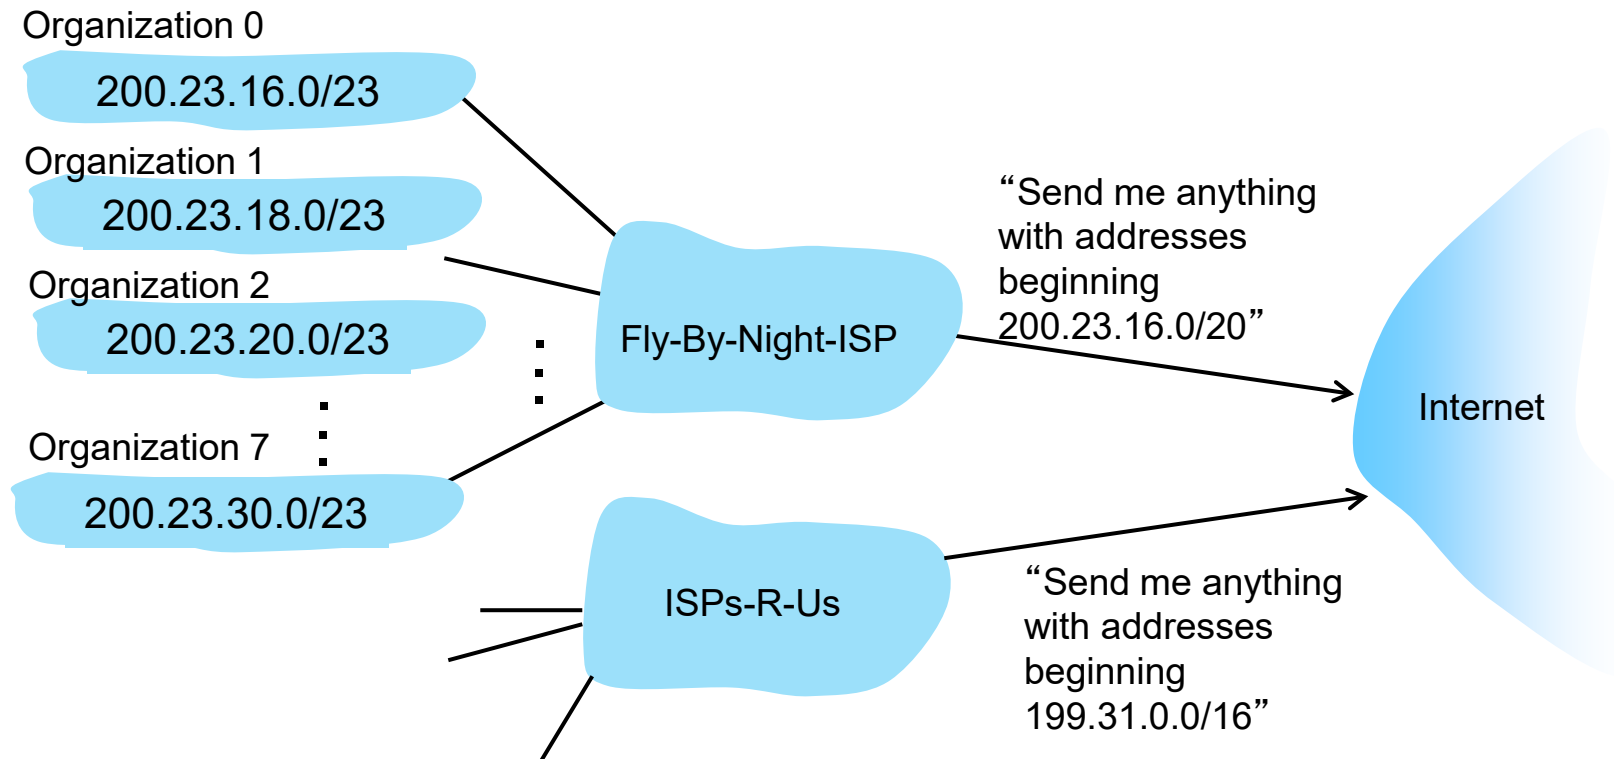 Organization 0
200.23.16.0/23
Organization 1
200.23.18.0/23
Organization 2
200.23.20.0/23
Organization 7
200.23.30.0/23
Fly-By-Night-ISP
“Send me anything
with addresses
beginning
200.23.16.0/20”
Internet
ISPs-R-Us
“Send me anything
with addresses
beginning
199.31.0.0/16”